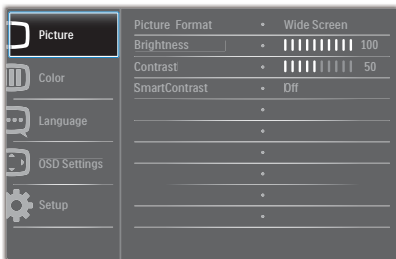 Picture
Color
Language
OSD Settings
Setup
Picture Format • Wide Screen
Brightness • 100
Contrast • 50
SmartContrast • Off
•
•
•
•
•
•